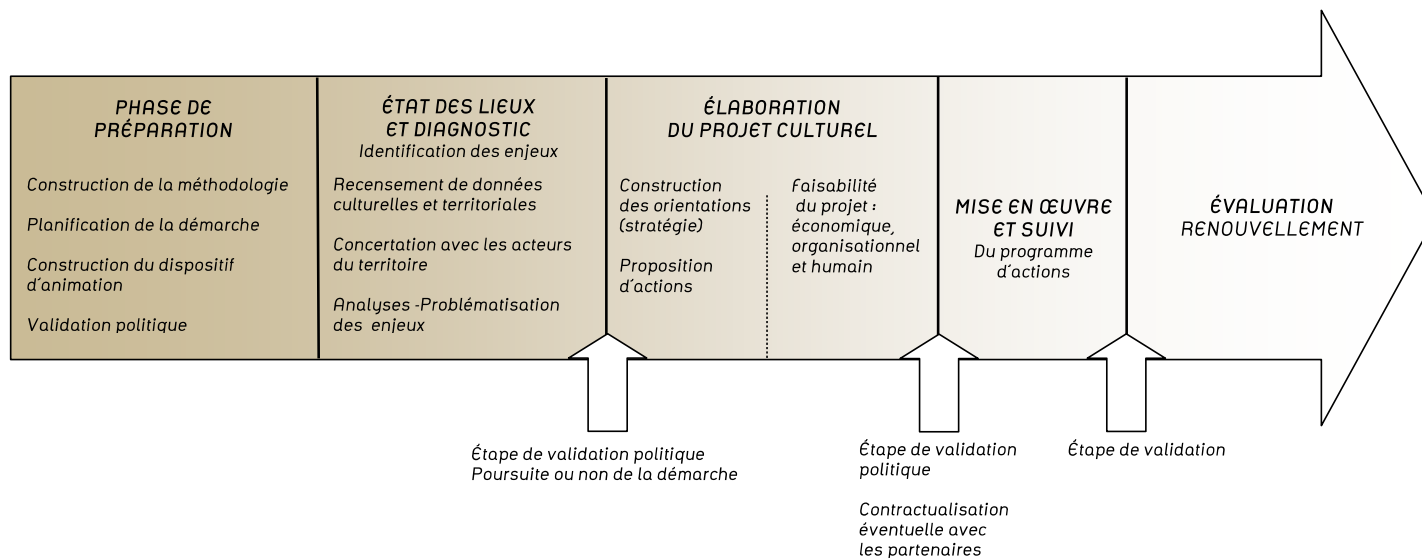 PHASE DE
PRÉPARATION
Construction de la méthodologie
Planification de la démarche
Construction du dispositif
d'animation
Validation politique
ÉTAT DES LIEUX
ET DIAGNOSTIC
Identification des enjeux
Recensement de données
culturelles et territoriales
Concertation avec les acteurs
du territoire
Analyses -Problématisation
des enjeux
ÉLABORATION
DU PROJET CULTUREL
Construction
des orientations
(stratégie)
Proposition
d'actions
Faisabilité
du projet :
économique,
organisationnel
et humain
MISE EN ŒUVRE
ET SUIVI
Du programme
d'actions
ÉVALUATION
RENOUVELLEMENT
Étape de validation politique
Poursuite ou non de la démarche
Étape de validation
politique
Contractualisation
éventuelle avec
les partenaires
Étape de validation